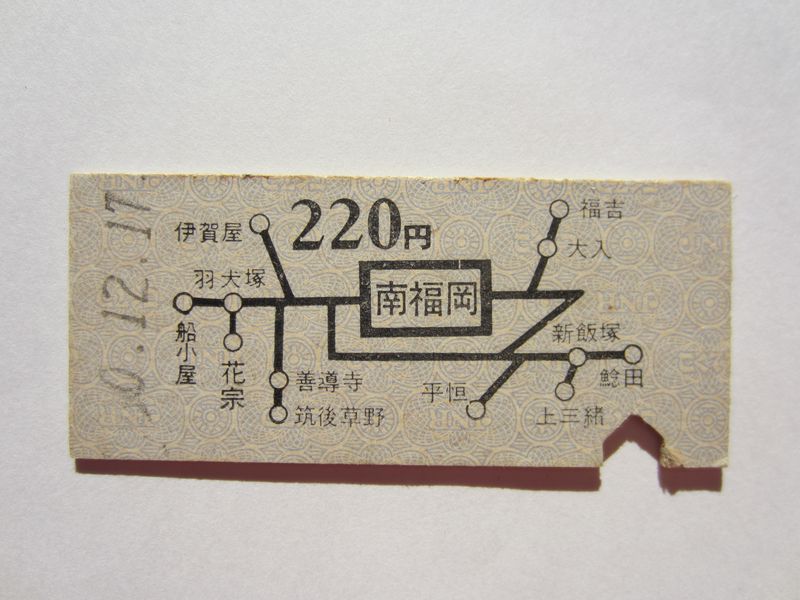 220円
南福岡
伊賀屋
羽犬塚
船小屋
花宗
善導寺
筑後草野
福吉
大入
新飯塚
鯰田
上三緒
平恒
0.12.17
JNR